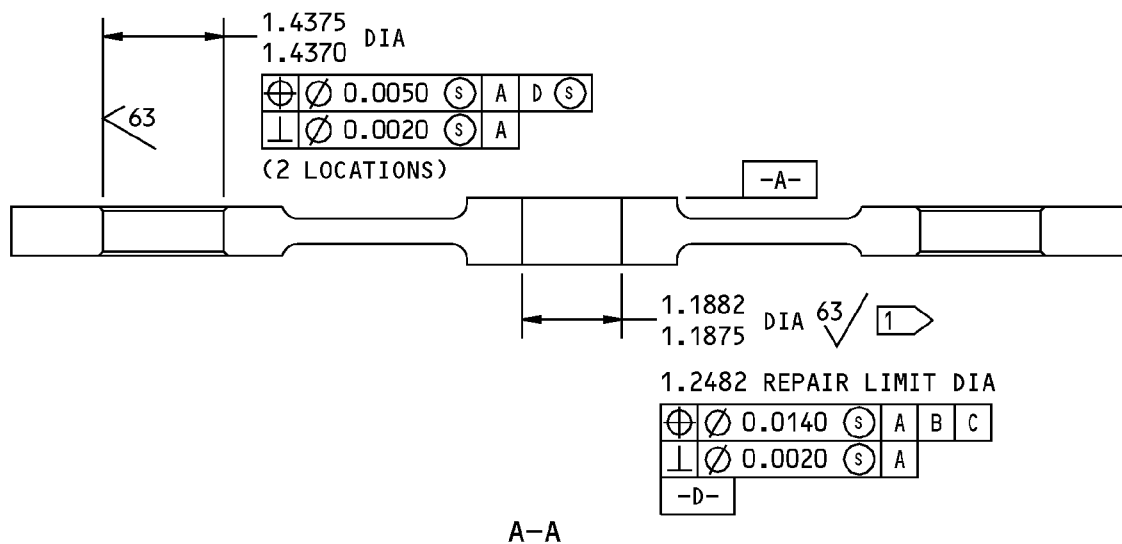 1.4375
1.4370 DIA
⌖ ⌀ 0.0050 Ⓢ A D Ⓢ
⊥ ⌀ 0.0020 Ⓢ A
(2 LOCATIONS)
63
-A-
1.1882
1.1875 DIA 63 1
1.2482 REPAIR LIMIT DIA
⌖ ⌀ 0.0140 Ⓢ A B C
⊥ ⌀ 0.0020 Ⓢ A
-D-
A-A